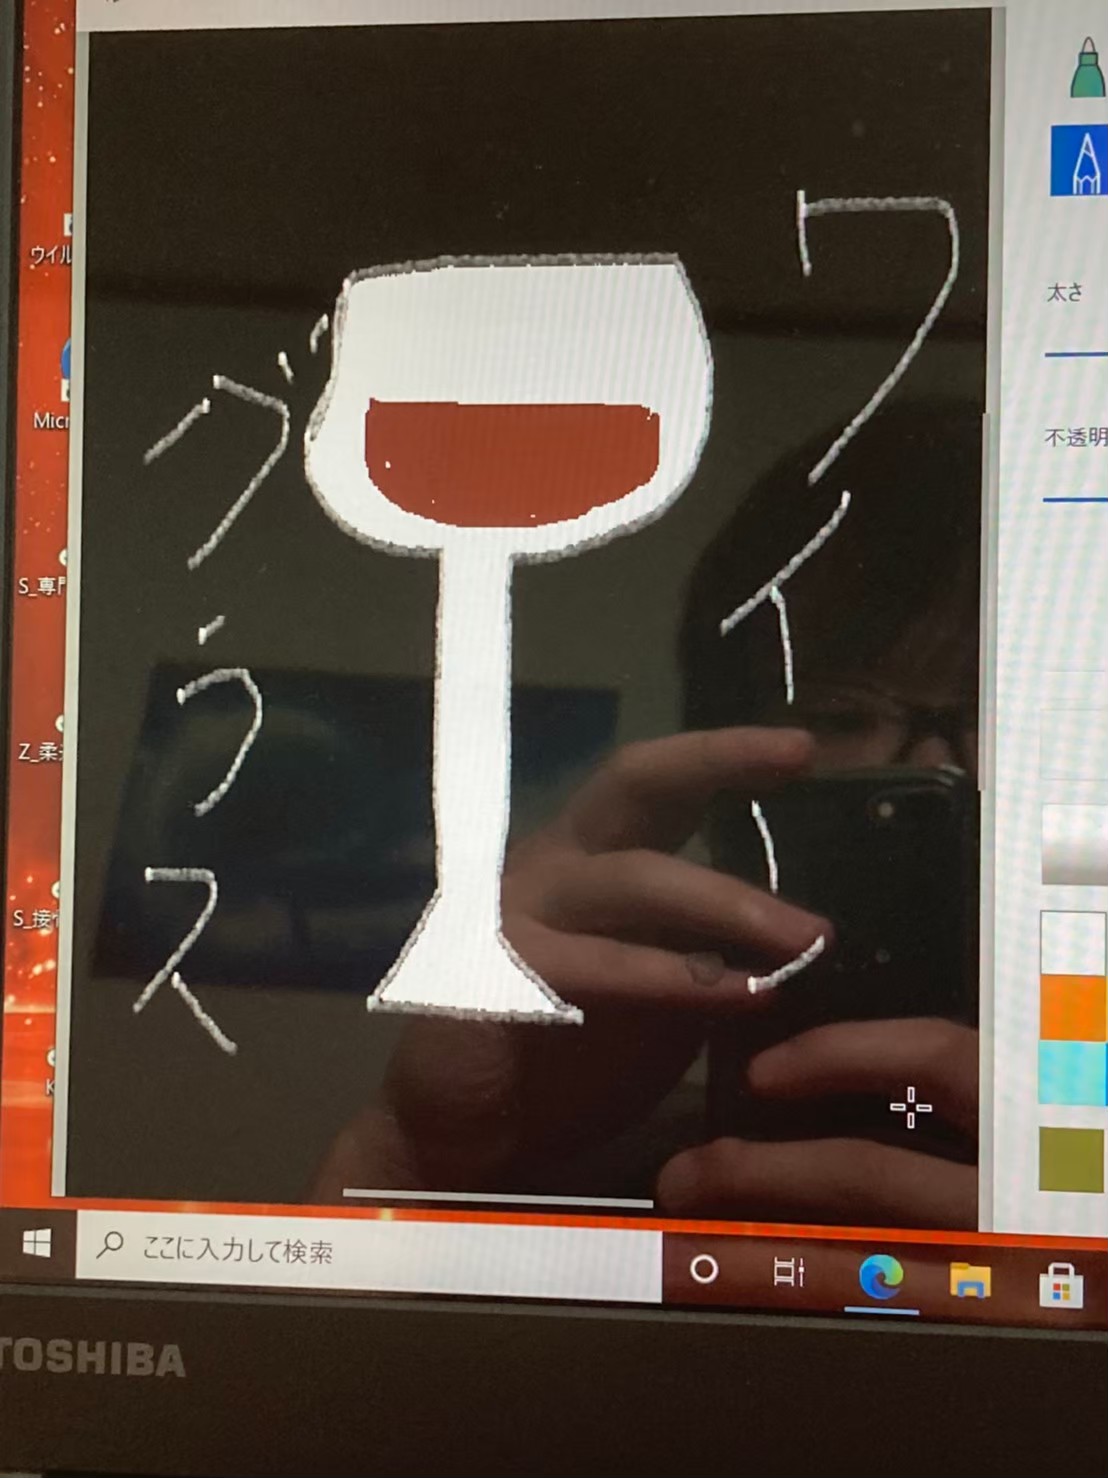 ワイン
グラス
ウイル
Micr
S_専門
Z_柔
S_接
K
太さ
不透明
ここに入力して検索
TOSHIBA